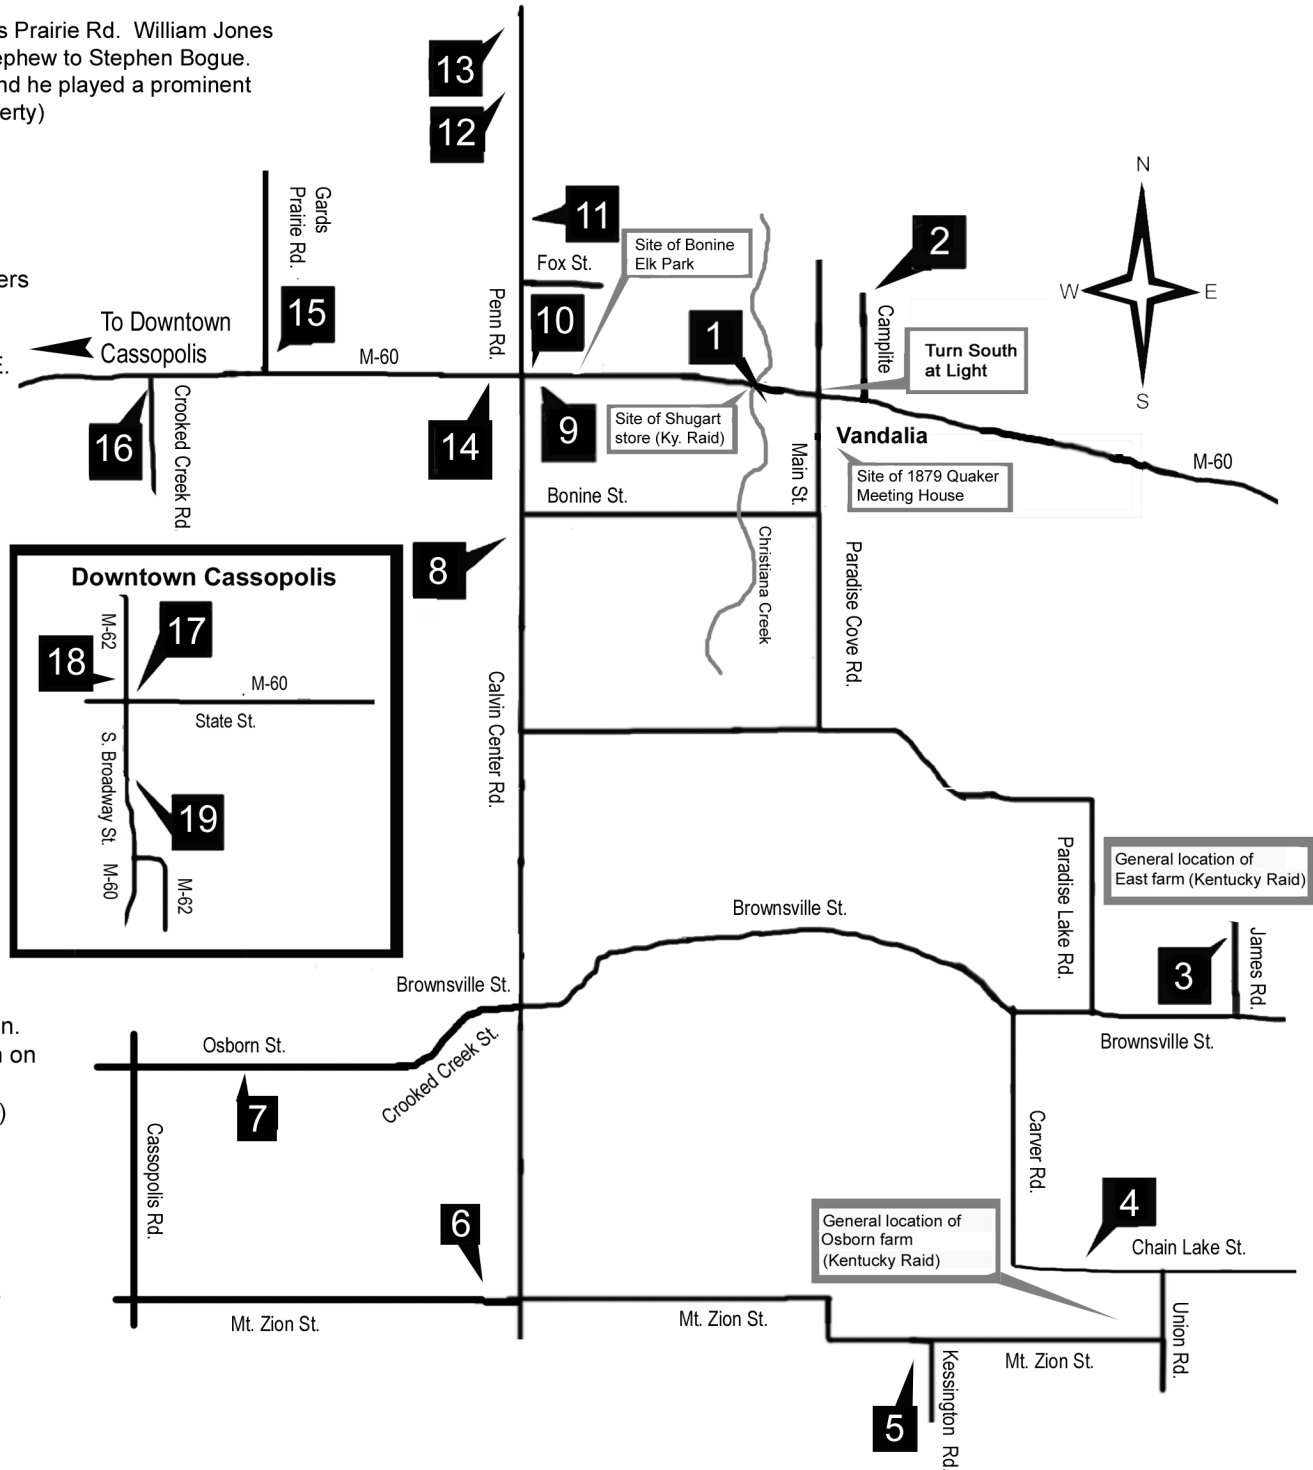 s Prairie Rd. William Jones
ephew to Stephen Bogue.
nd he played a prominent
erty)
13
12
N
W
E
S
Gards
Prairie Rd.
11
2
Site of Bonine
Elk Park
Fox St.
ers
Penn Rd.
15
10
1
Camplite
To Downtown
Cassopolis
E.
M-60
Turn South
at Light
Crooked Creek Rd.
16
14
9
Site of Shugart
store (Ky. Raid)
Vandalia
Main St.
M-60
Site of 1879 Quaker
Meeting House
Bonine St.
8
Christiana Creek
Paradise Cove Rd.
Downtown Cassopolis
M-62
17
18
M-60
State St.
S. Broadway St.
19
M-60
M-62
Calvin Center Rd.
Paradise Lake Rd.
General location of
East farm (Kentucky Raid)
Brownsville St.
James Rd.
3
Brownsville St.
n.
n on
Osborn St.
Crooked Creek St.
Brownsville St.
)
7
Cassopolis Rd.
Carver Rd.
6
4
General location of
Osborn farm
(Kentucky Raid)
Chain Lake St.
Mt. Zion St.
Mt. Zion St.
Union Rd.
Mt. Zion St.
5
Kessington Rd.